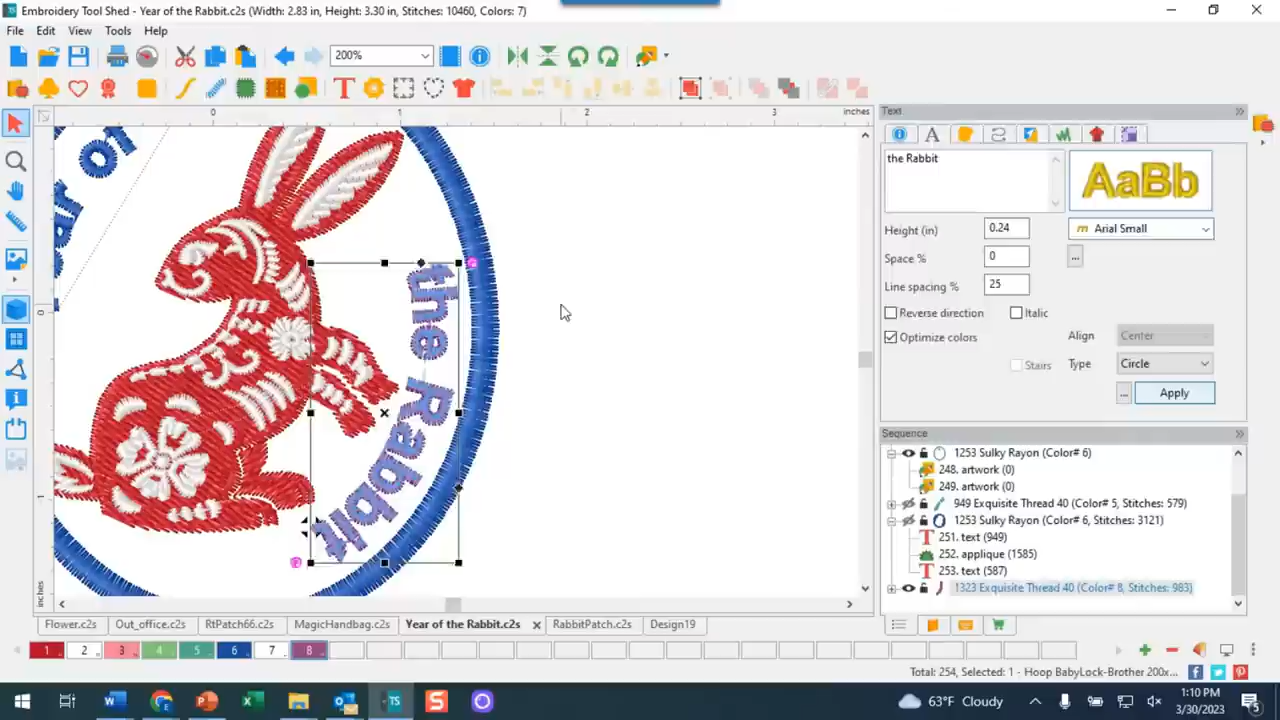 Embroidery Tool Shed - Year of the Rabbit.c2s (Width: 2.83 in, Height: 3.30 in, Stitches: 10460, Colors: 7)
File Edit View Tools Help
200%
0 1 2 3 inches
Text
the Rabbit
AaBb
Height (in) 0.24
Arial Small
Space % 0
...
Line spacing % 25
Reverse direction
Italic
Optimize colors
Align Center
Stairs
Type Circle
...
Apply
Sequence
1253 Sulky Rayon (Color# 6)
248. artwork (0)
249. artwork (0)
949 Exquisite Thread 40 (Color# 5, Stitches: 579)
1253 Sulky Rayon (Color# 6, Stitches: 3121)
251. text (949)
252. applique (1585)
253. text (587)
1323 Exquisite Thread 40 (Color# 8, Stitches: 983)
0
1
inches
of
the Rabbit
Flower.c2s Out_office.c2s RtPatch66.c2s MagicHandbag.c2s Year of the Rabbit.c2s RabbitPatch.c2s Design19
1 2 3 4 5 6 7 8
Total: 254, Selected: 1 - Hoop BabyLock-Brother 200x...
63°F Cloudy
1:10 PM
3/30/2023
5